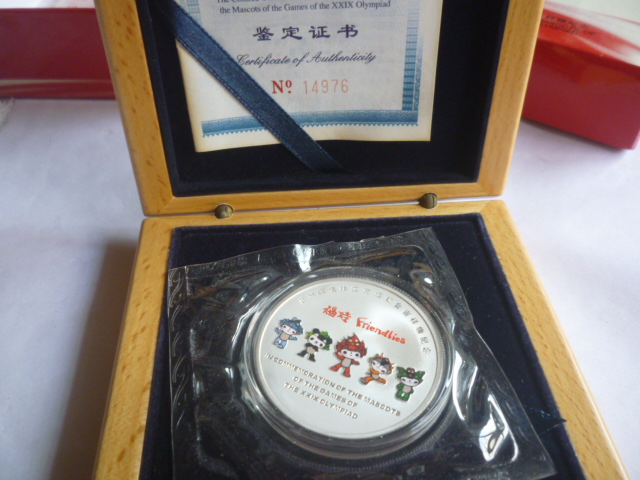 the Mascots of the Games of the XXIX Olympiad
鉴定证书
Certificate of Authenticity
Nº 14976
福娃 Friendlies
IN COMMEMORATION OF THE MASCOTS
OF THE GAMES OF
THE XXIX OLYMPIAD